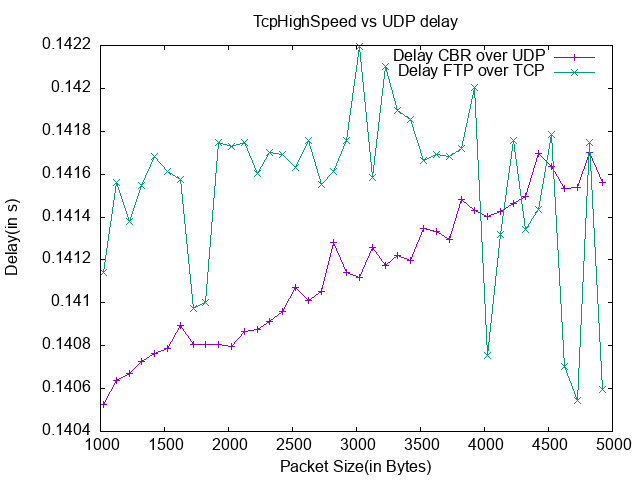 TcpHighSpeed vs UDP delay
Delay CBR over UDP
Delay FTP over TCP
0.1422
0.142
0.1418
0.1416
0.1414
0.1412
0.141
0.1408
0.1406
0.1404
Delay(in s)
1000 1500 2000 2500 3000 3500 4000 4500 5000
Packet Size(in Bytes)